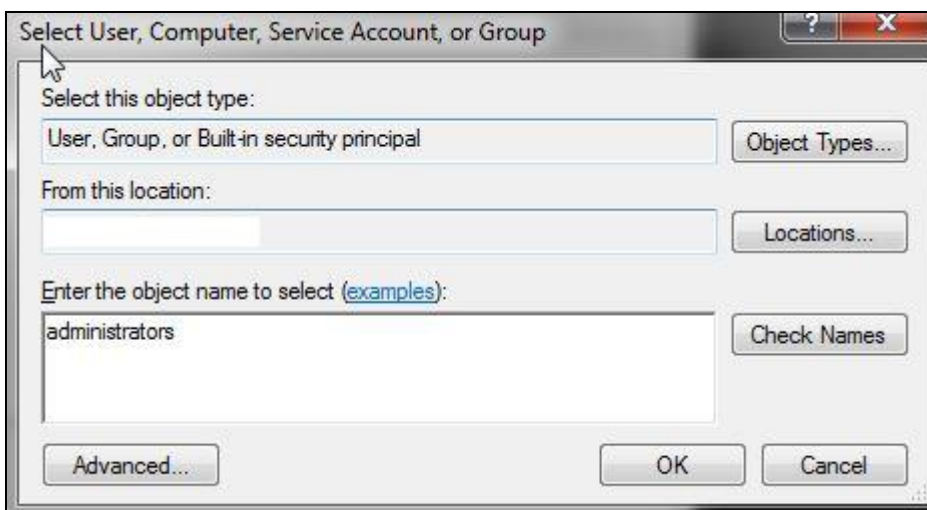 Select User, Computer, Service Account, or Group
?
X
Select this object type:
User, Group, or Built-in security principal
Object Types...
From this location:
Locations...
Enter the object name to select (examples):
administrators
Check Names
Advanced...
OK
Cancel